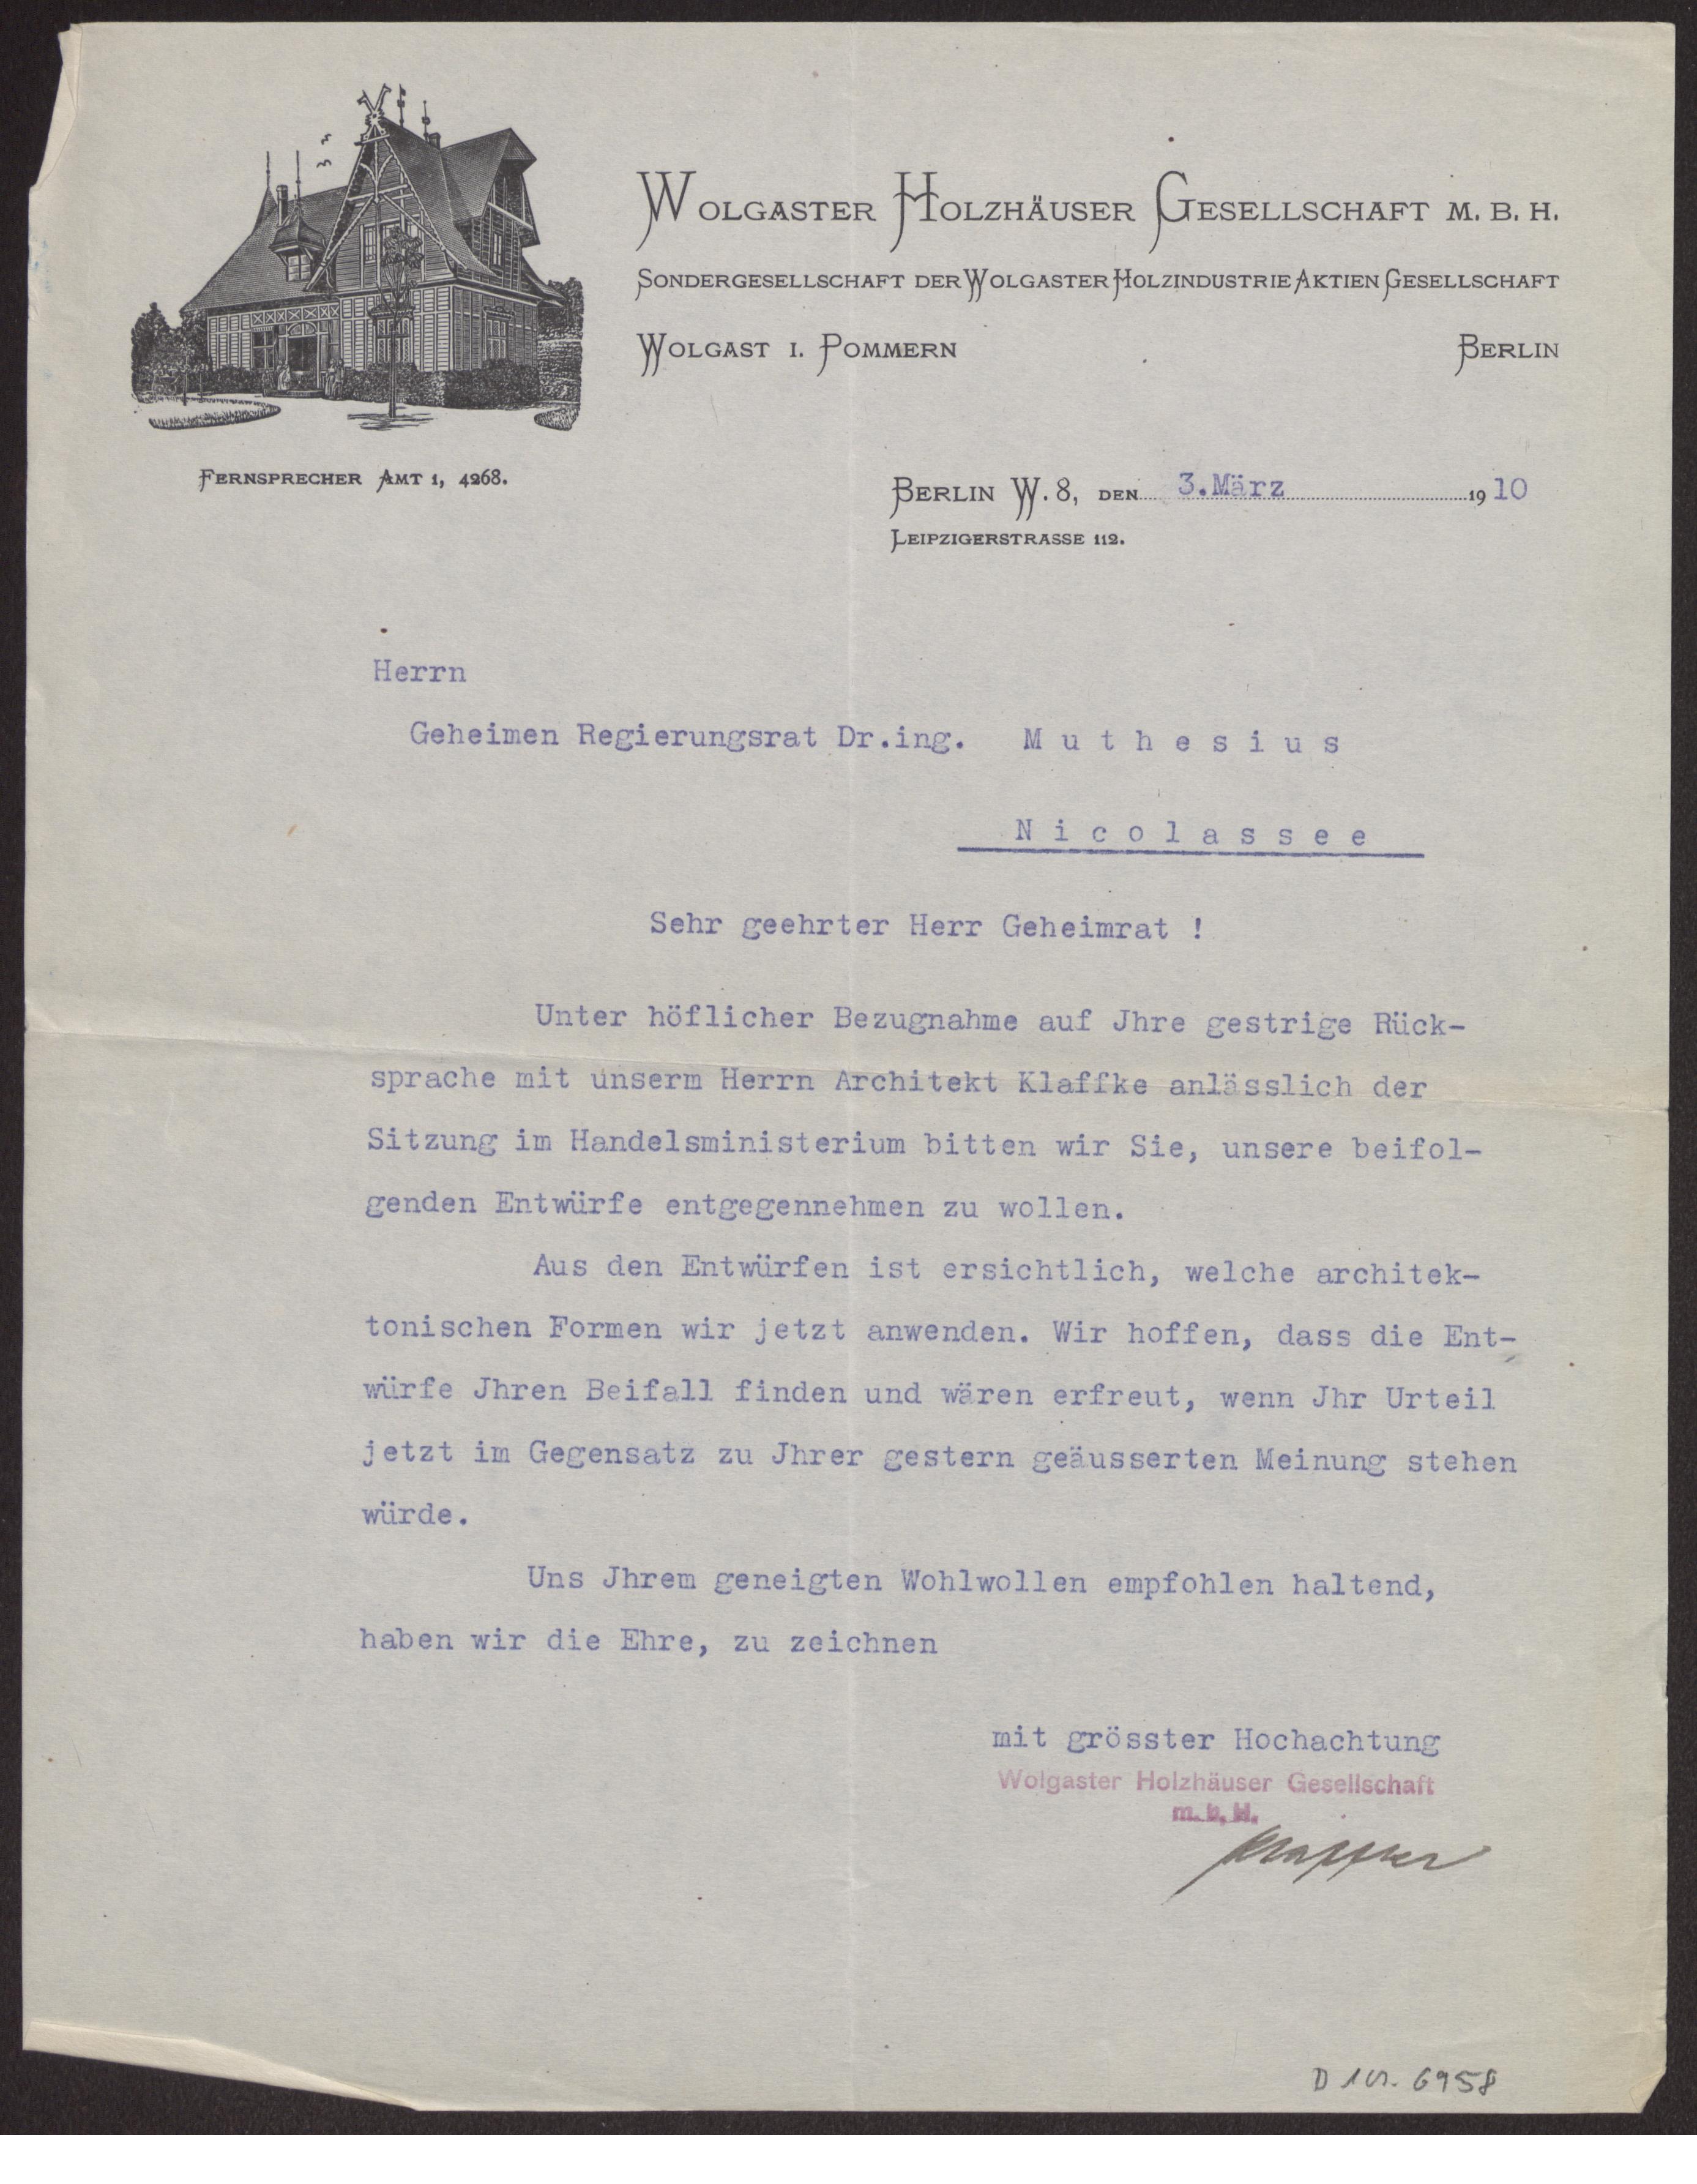 WOLGASTER HOLZHÄUSER GESELLSCHAFT M. B. H.
SONDERGESELLSCHAFT DER WOLGASTER HOLZINDUSTRIE AKTIEN GESELLSCHAFT
WOLGAST I. POMMERN BERLIN
FERNSPRECHER AMT 1, 4268.
BERLIN W. 8, DEN 3.März 1910
LEIPZIGERSTRASSE 112.
Herrn
Geheimen Regierungsrat Dr.ing. Muthesius
Nicolassee
Sehr geehrter Herr Geheimrat !
Unter höflicher Bezugnahme auf Jhre gestrige Rück-
sprache mit unserm Herrn Architekt Klaffke anlässlich der
Sitzung im Handelsministerium bitten wir Sie, unsere beifol-
genden Entwürfe entgegennehmen zu wollen.
Aus den Entwürfen ist ersichtlich, welche architek-
tonischen Formen wir jetzt anwenden. Wir hoffen, dass die Ent-
würfe Jhren Beifall finden und wären erfreut, wenn Jhr Urteil
jetzt im Gegensatz zu Jhrer gestern geäusserten Meinung stehen
würde.
Uns Jhrem geneigten Wohlwollen empfohlen haltend,
haben wir die Ehre, zu zeichnen
mit grösster Hochachtung
Wolgaster Holzhäuser Gesellschaft
m. b. H.
6958